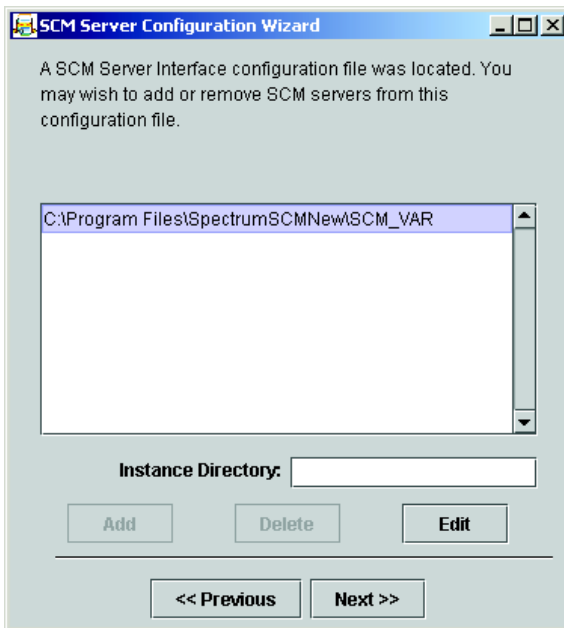 SCM Server Configuration Wizard
A SCM Server Interface configuration file was located. You
may wish to add or remove SCM servers from this
configuration file.
C:\Program Files\SpectrumSCMNew\SCM_VAR
Instance Directory:
Add Delete Edit
<< Previous Next >>